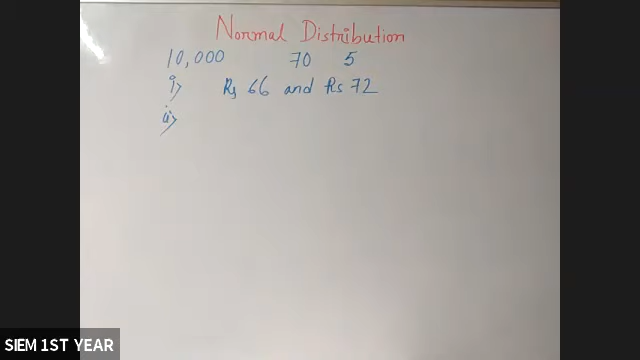 Normal Distribution
10,000 70 5
i> Rs 66 and Rs 72
ii>
SIEM 1ST YEAR